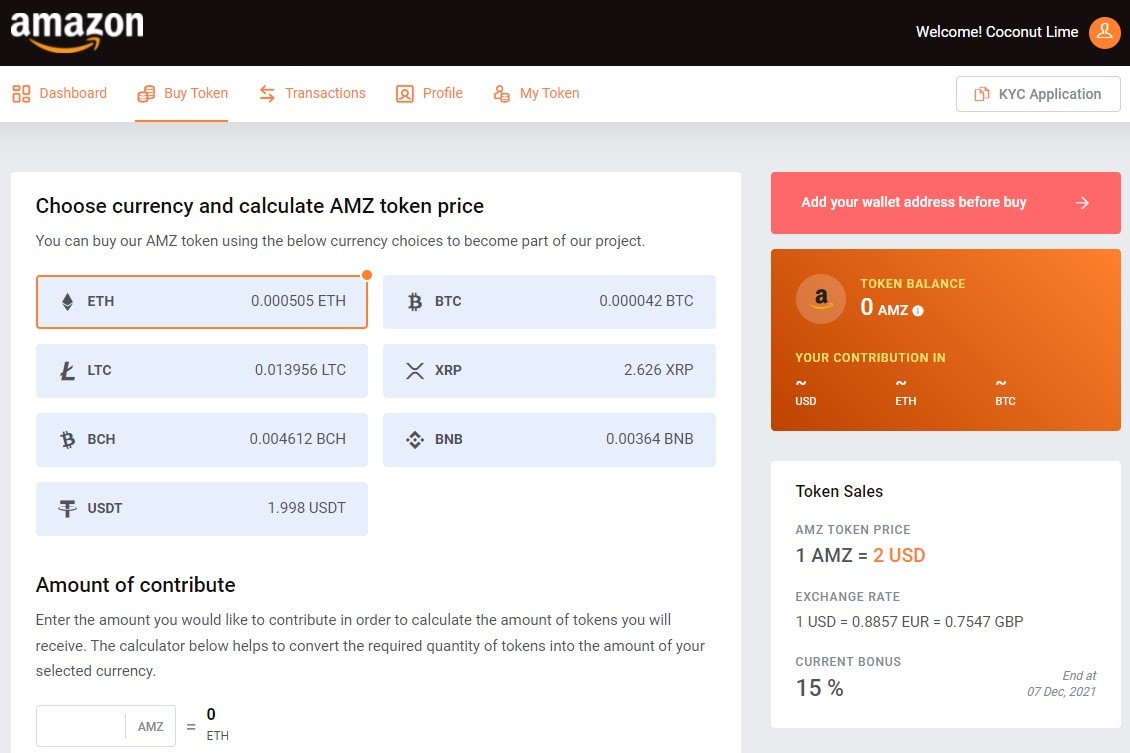 amazon
Welcome! Coconut Lime
Dashboard
Buy Token
Transactions
Profile
My Token
KYC Application
Choose currency and calculate AMZ token price
You can buy our AMZ token using the below currency choices to become part of our project.
ETH 0.000505 ETH
BTC 0.000042 BTC
LTC 0.013956 LTC
XRP 2.626 XRP
BCH 0.004612 BCH
BNB 0.00364 BNB
USDT 1.998 USDT
Amount of contribute
Enter the amount you would like to contribute in order to calculate the amount of tokens you will
receive. The calculator below helps to convert the required quantity of tokens into the amount of your
selected currency.
AMZ = 0
ETH
Add your wallet address before buy
a
TOKEN BALANCE
0 AMZ
YOUR CONTRIBUTION IN
~ ~ ~
USD ETH BTC
Token Sales
AMZ TOKEN PRICE
1 AMZ = 2 USD
EXCHANGE RATE
1 USD = 0.8857 EUR = 0.7547 GBP
CURRENT BONUS
15 %
End at
07 Dec, 2021